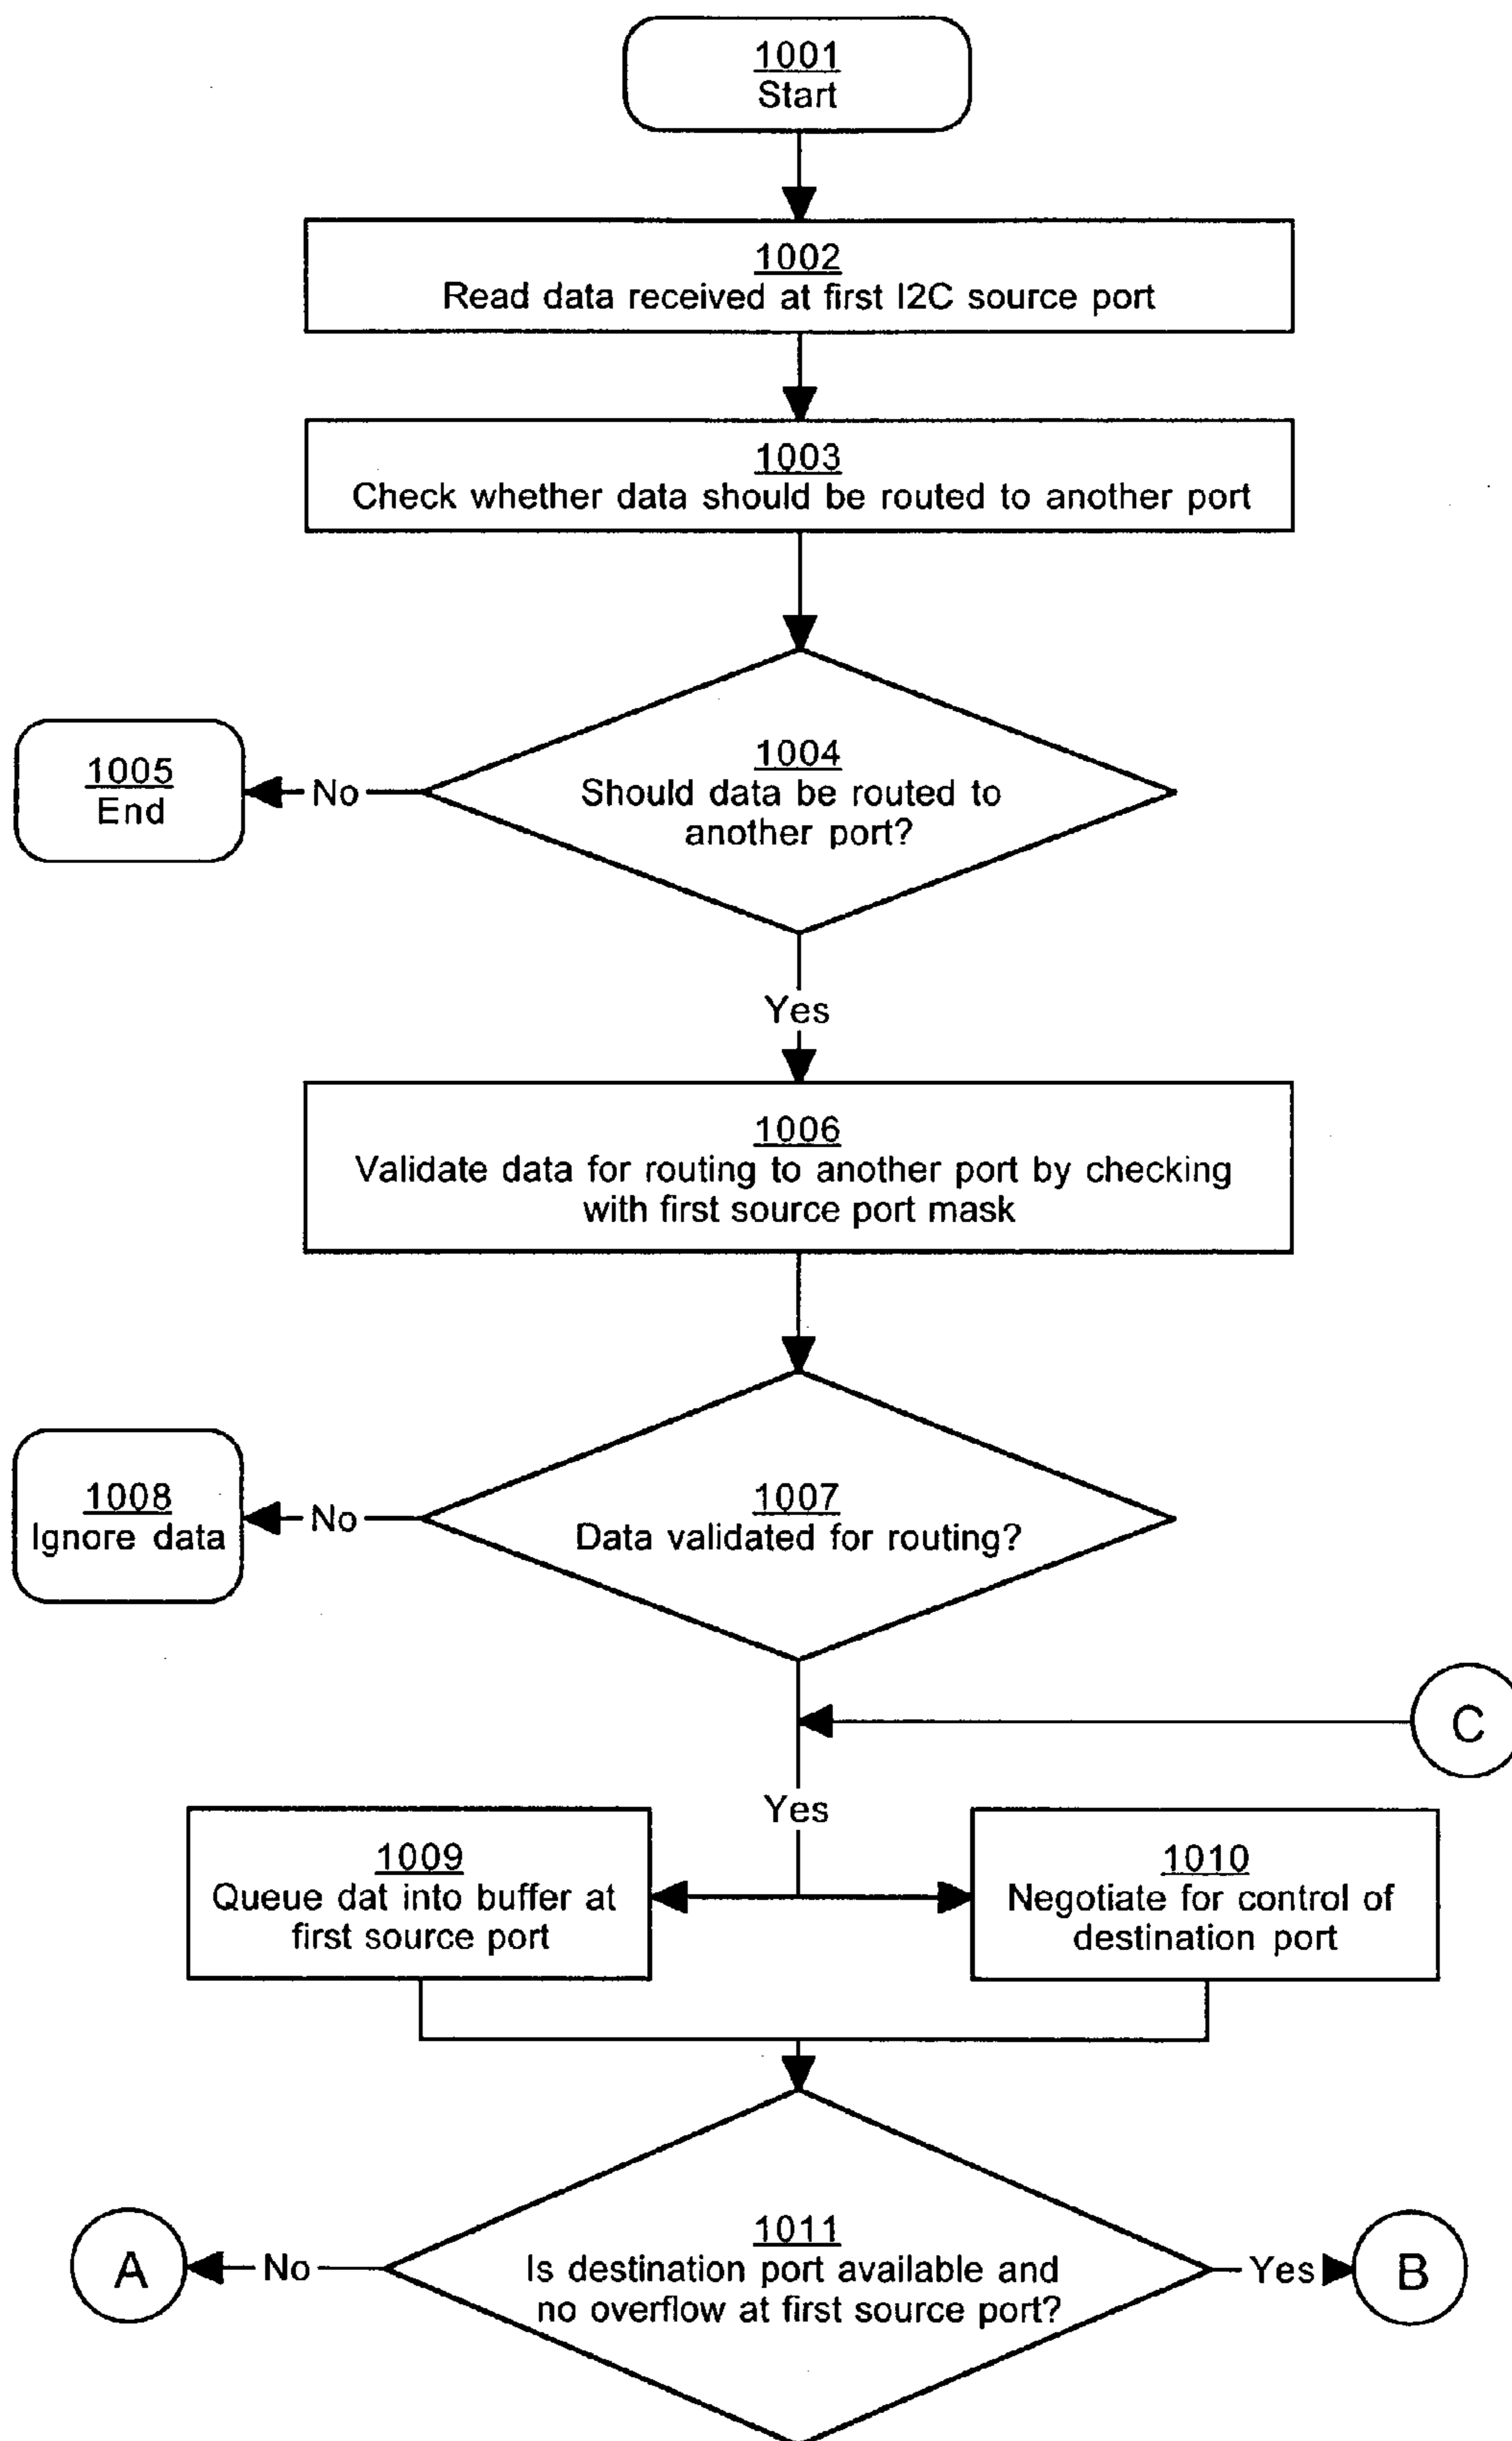 1001
Start
1002
Read data received at first I2C source port
1003
Check whether data should be routed to another port
1004
Should data be routed to
another port?
No
1005
End
Yes
1006
Validate data for routing to another port by checking
with first source port mask
1007
Data validated for routing?
No
1008
Ignore data
C
Yes
1009
Queue dat into buffer at
first source port
1010
Negotiate for control of
destination port
1011
Is destination port available and
no overflow at first source port?
No
A
Yes
B